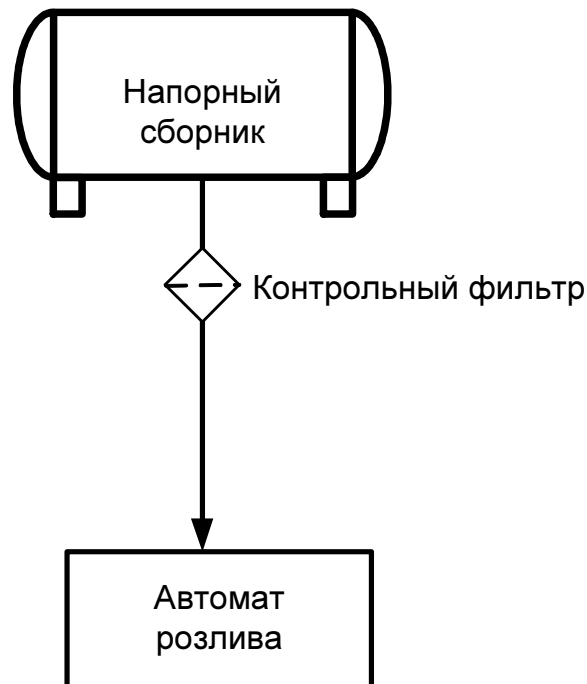 Напорный
сборник
Контрольный фильтр
Автомат
розлива